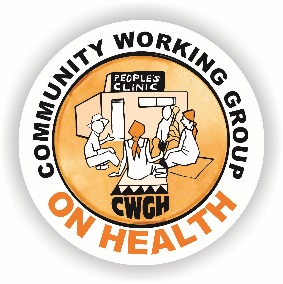 COMMUNITY WORKING GROUP
ON HEALTH
PEOPLE'S
CLINIC
CWGH